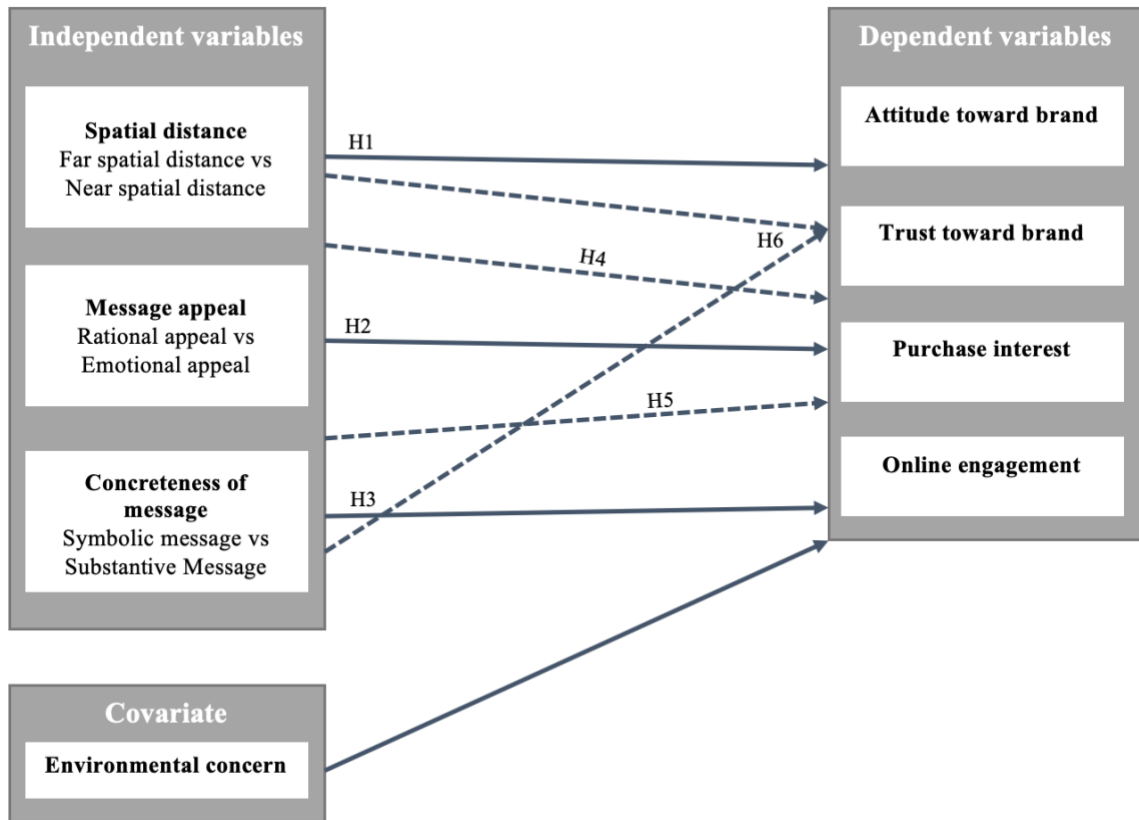 Independent variables
Spatial distance
Far spatial distance vs
Near spatial distance
Message appeal
Rational appeal vs
Emotional appeal
Concreteness of
message
Symbolic message vs
Substantive Message
Covariate
Environmental concern
H1
H6
H4
H2
H5
H3
Dependent variables
Attitude toward brand
Trust toward brand
Purchase interest
Online engagement